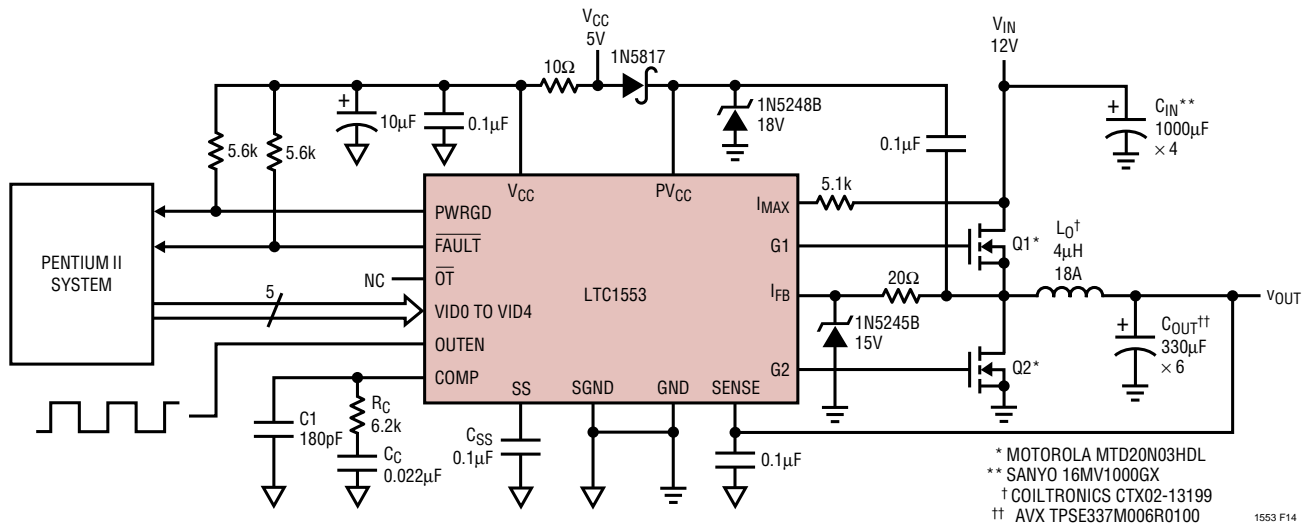 VCC
5V
VIN
12V
1N5817
10Ω
+
10µF
0.1µF
1N5248B
18V
0.1µF
+
CIN**
1000µF
× 4
5.6k
5.6k
VCC
PVCC
5.1k
IMAX
PWRGD
G1
Q1*
LO†
4µH
18A
FAULT
PENTIUM II
SYSTEM
NC
OT
LTC1553
IFB
20Ω
vOUT
5
VID0 TO VID4
1N5245B
15V
+
COUT††
330µF
× 6
OUTEN
G2
Q2*
COMP
SS
SGND
GND
SENSE
C1
180pF
RC
6.2k
CC
0.022µF
CSS
0.1µF
0.1µF
* MOTOROLA MTD20N03HDL
** SANYO 16MV1000GX
† COILTRONICS CTX02-13199
†† AVX TPSE337M006R0100
1553 F14